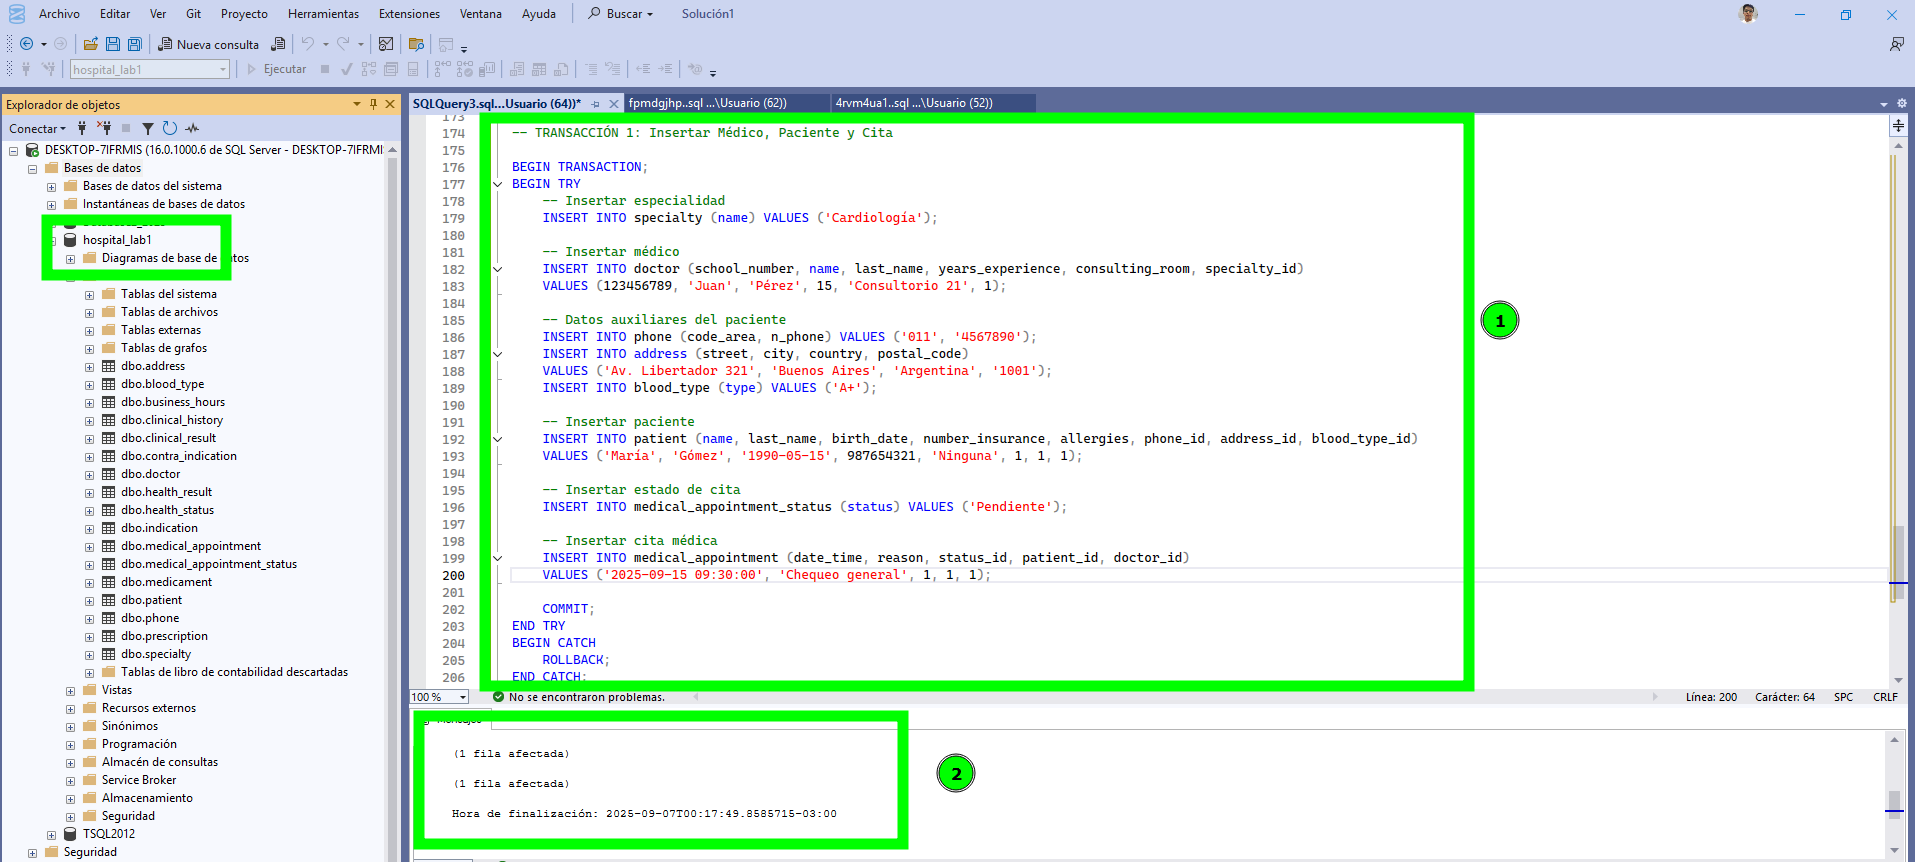 Archivo Editar Ver Git Proyecto Herramientas Extensiones Ventana Ayuda Buscar Solución1
Nueva consulta
hospital_lab1 Ejecutar
Explorador de objetos
Conectar
DESKTOP-7IFRMIS (16.0.1000.6 de SQL Server - DESKTOP-7IFRMI
Bases de datos
Bases de datos del sistema
Instantáneas de bases de datos
hospital_lab1
Diagramas de base de datos
Tablas del sistema
Tablas de archivos
Tablas externas
Tablas de grafos
dbo.address
dbo.blood_type
dbo.business_hours
dbo.clinical_history
dbo.clinical_result
dbo.contra_indication
dbo.doctor
dbo.health_result
dbo.health_status
dbo.indication
dbo.medical_appointment
dbo.medical_appointment_status
dbo.medicament
dbo.patient
dbo.phone
dbo.prescription
dbo.specialty
Tablas de libro de contabilidad descartadas
Vistas
Recursos externos
Sinónimos
Programación
Almacén de consultas
Service Broker
Almacenamiento
Seguridad
TSQL2012
Seguridad
SQLQuery3.sql...Usuario (64))* fpmdgjhp..sql ...\Usuario (62)) 4rvm4ua1..sql ...\Usuario (52))
173
174 -- TRANSACCIÓN 1: Insertar Médico, Paciente y Cita
175
176 BEGIN TRANSACTION;
177 BEGIN TRY
178 -- Insertar especialidad
179 INSERT INTO specialty (name) VALUES ('Cardiología');
180
181 -- Insertar médico
182 INSERT INTO doctor (school_number, name, last_name, years_experience, consulting_room, specialty_id)
183 VALUES (123456789, 'Juan', 'Pérez', 15, 'Consultorio 21', 1);
184
185 -- Datos auxiliares del paciente
186 INSERT INTO phone (code_area, n_phone) VALUES ('011', '4567890');
187 INSERT INTO address (street, city, country, postal_code)
188 VALUES ('Av. Libertador 321', 'Buenos Aires', 'Argentina', '1001');
189 INSERT INTO blood_type (type) VALUES ('A+');
190
191 -- Insertar paciente
192 INSERT INTO patient (name, last_name, birth_date, number_insurance, allergies, phone_id, address_id, blood_type_id)
193 VALUES ('María', 'Gómez', '1990-05-15', 987654321, 'Ninguna', 1, 1, 1);
194
195 -- Insertar estado de cita
196 INSERT INTO medical_appointment_status (status) VALUES ('Pendiente');
197
198 -- Insertar cita médica
199 INSERT INTO medical_appointment (date_time, reason, status_id, patient_id, doctor_id)
200 VALUES ('2025-09-15 09:30:00', 'Chequeo general', 1, 1, 1);
201
202 COMMIT;
203 END TRY
204 BEGIN CATCH
205 ROLLBACK;
206 END CATCH;
1
100 % No se encontraron problemas. Línea: 200 Carácter: 64 SPC CRLF
Mensajes
(1 fila afectada)
(1 fila afectada)
Hora de finalización: 2025-09-07T00:17:49.8585715-03:00
2